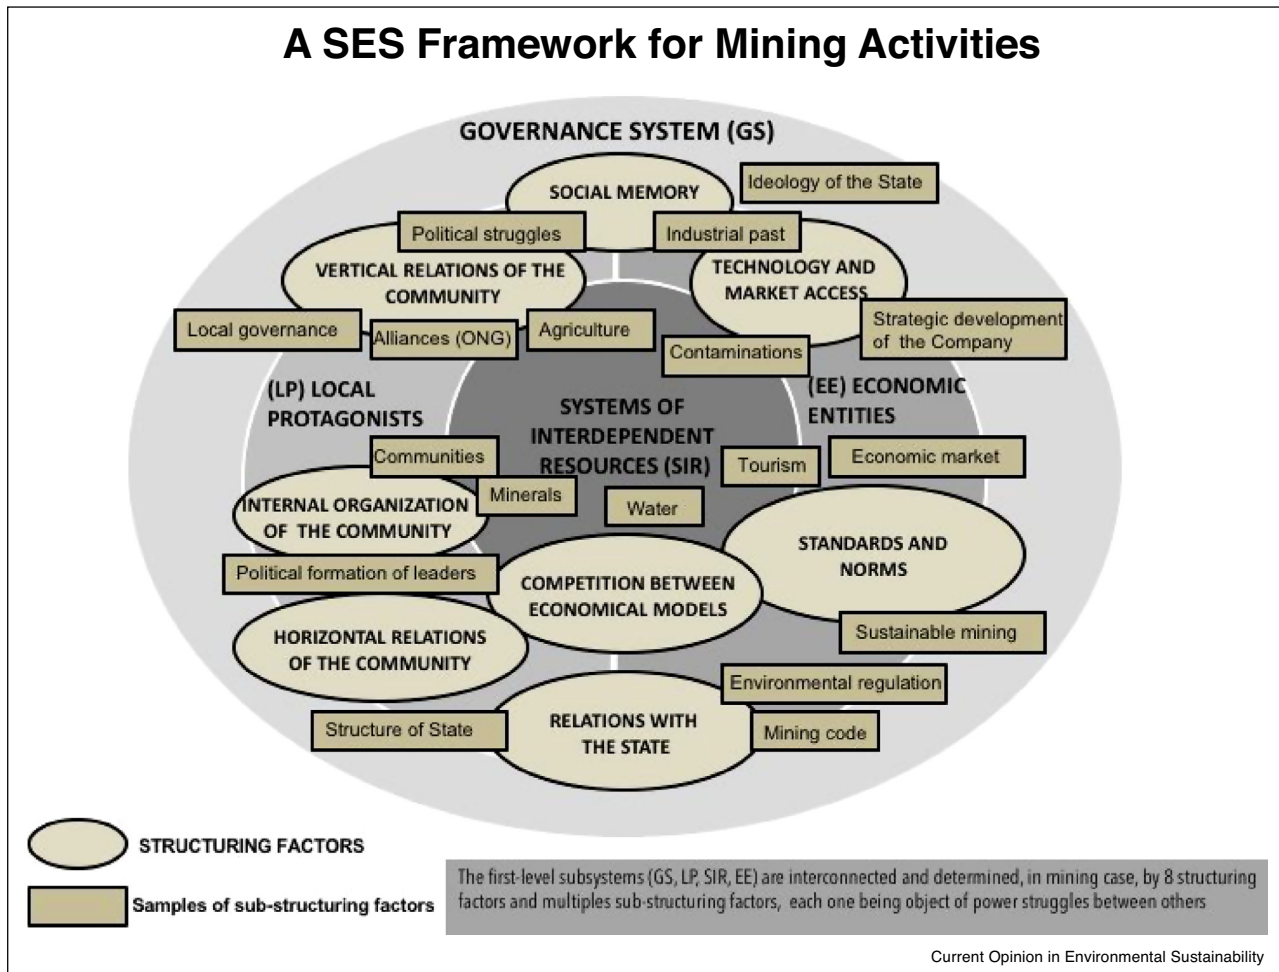 A SES Framework for Mining Activities
GOVERNANCE SYSTEM (GS)
SOCIAL MEMORY
Ideology of the State
Political struggles
Industrial past
VERTICAL RELATIONS OF THE
COMMUNITY
TECHNOLOGY AND
MARKET ACCESS
Local governance
Alliances (ONG)
Agriculture
Contaminations
Strategic development
of the Company
(LP) LOCAL
PROTAGONISTS
(EE) ECONOMIC
ENTITIES
SYSTEMS OF
INTERDEPENDENT
RESOURCES (SIR)
Communities
Minerals
Water
Tourism
Economic market
INTERNAL ORGANIZATION
OF THE COMMUNITY
STANDARDS AND
NORMS
Political formation of leaders
COMPETITION BETWEEN
ECONOMICAL MODELS
HORIZONTAL RELATIONS
OF THE COMMUNITY
Sustainable mining
Environmental regulation
Structure of State
RELATIONS WITH
THE STATE
Mining code
STRUCTURING FACTORS
Samples of sub-structuring factors
The first-level subsystems (GS, LP, SIR, EE) are interconnected and determined, in mining case, by 8 structuring
factors and multiples sub-structuring factors, each one being object of power struggles between others
Current Opinion in Environmental Sustainability